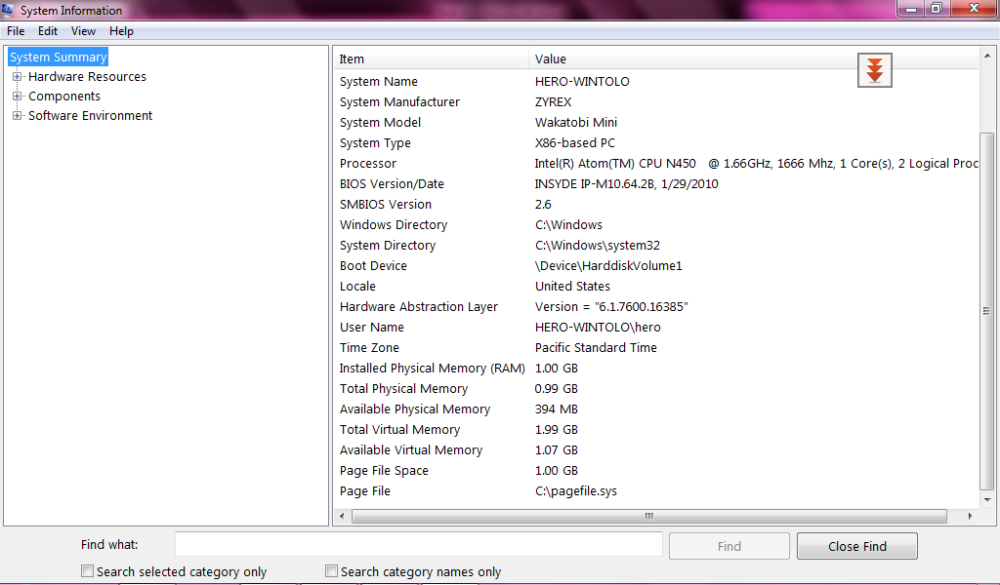 System Information
File Edit View Help
System Summary
Hardware Resources
Components
Software Environment
Item Value
System Name HERO-WINTOLO
System Manufacturer ZYREX
System Model Wakatobi Mini
System Type X86-based PC
Processor Intel(R) Atom(TM) CPU N450 @ 1.66GHz, 1666 Mhz, 1 Core(s), 2 Logical Proc
BIOS Version/Date INSYDE IP-M10.64.2B, 1/29/2010
SMBIOS Version 2.6
Windows Directory C:\Windows
System Directory C:\Windows\system32
Boot Device \Device\HarddiskVolume1
Locale United States
Hardware Abstraction Layer Version = "6.1.7600.16385"
User Name HERO-WINTOLO\hero
Time Zone Pacific Standard Time
Installed Physical Memory (RAM) 1.00 GB
Total Physical Memory 0.99 GB
Available Physical Memory 394 MB
Total Virtual Memory 1.99 GB
Available Virtual Memory 1.07 GB
Page File Space 1.00 GB
Page File C:\pagefile.sys
Find what: Find Close Find
Search selected category only Search category names only